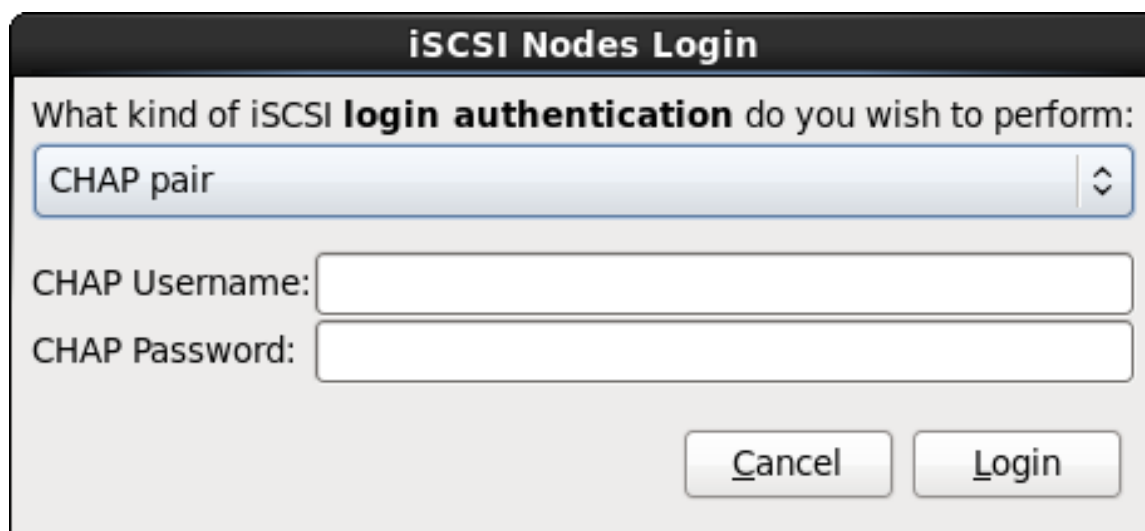 iSCSI Nodes Login
What kind of iSCSI login authentication do you wish to perform:
CHAP pair
CHAP Username:
CHAP Password:
Cancel Login